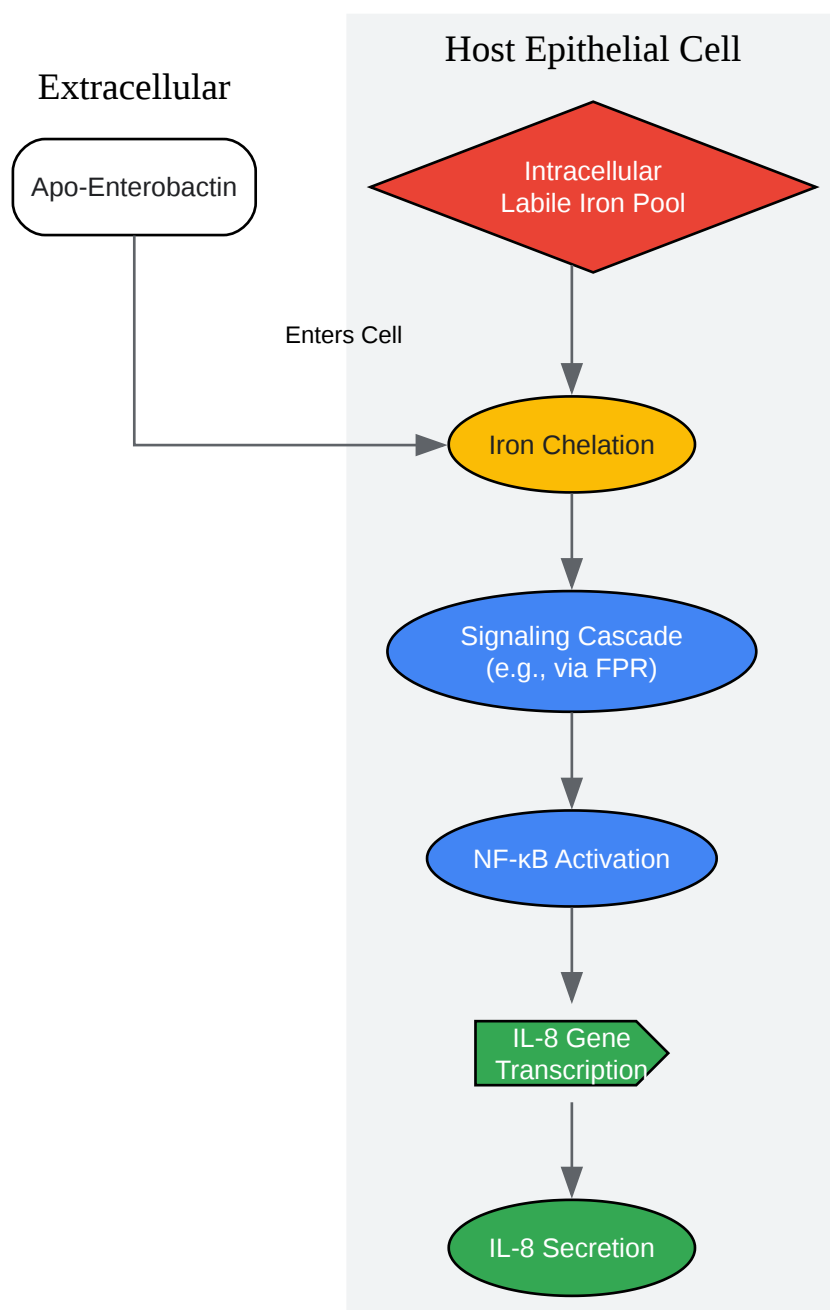 Host Epithelial Cell
Extracellular
Apo-Enterobactin
Intracellular
Labile Iron Pool
Enters Cell
Iron Chelation
Signaling Cascade
(e.g., via FPR)
NF-κB Activation
IL-8 Gene
Transcription
IL-8 Secretion